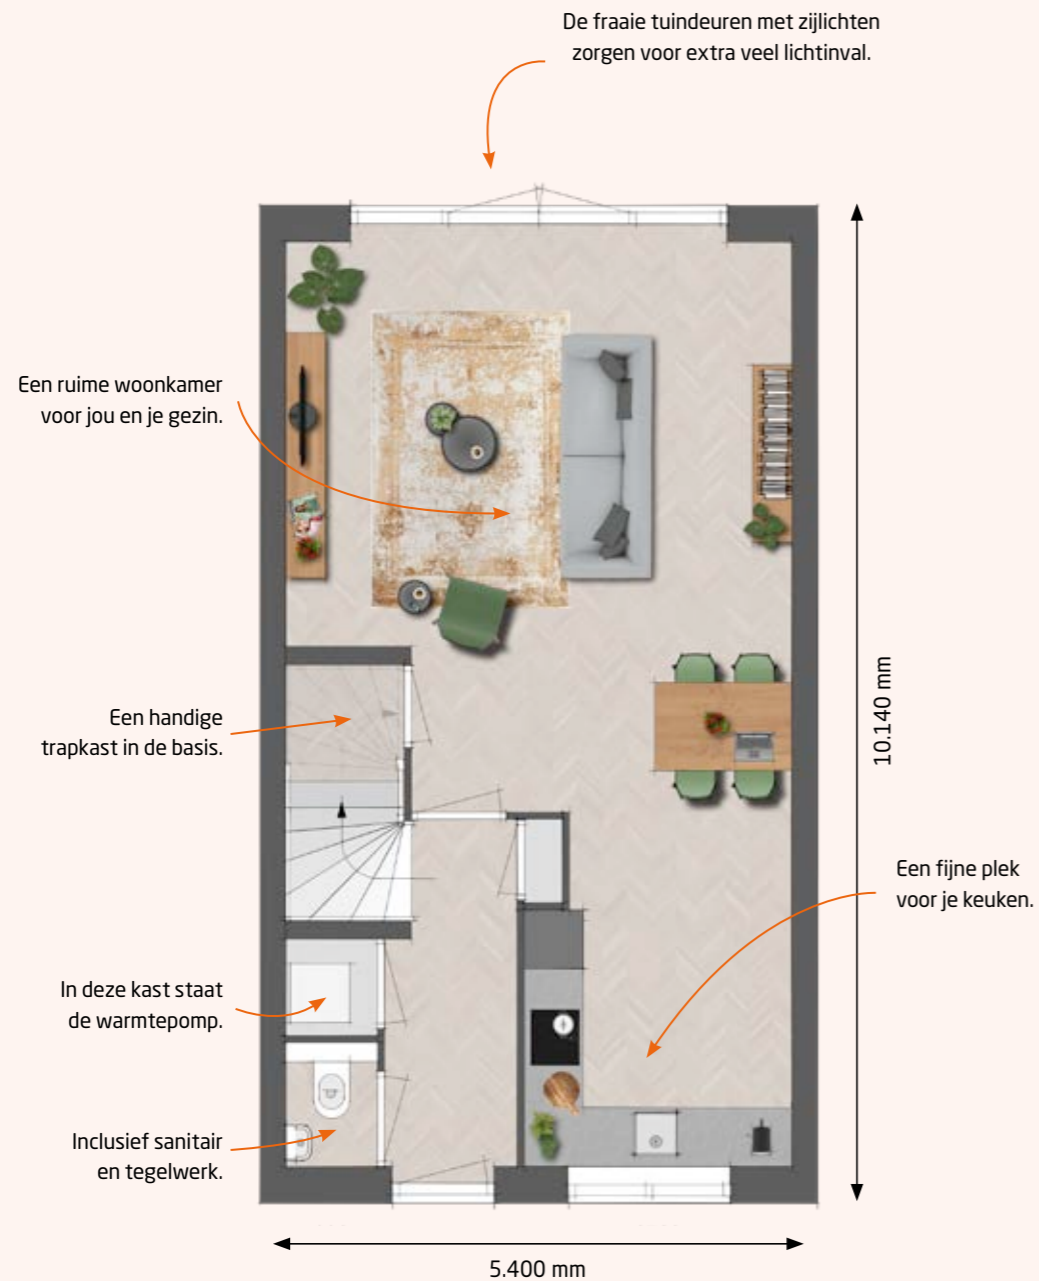 De fraaie tuindeuren met zijlichten
zorgen voor extra veel lichtinval.
Een ruime woonkamer
voor jou en je gezin.
Een handige
trapkast in de basis.
10.140 mm
Een fijne plek
voor je keuken.
In deze kast staat
de warmtepomp.
Inclusief sanitair
en tegelwerk.
5.400 mm